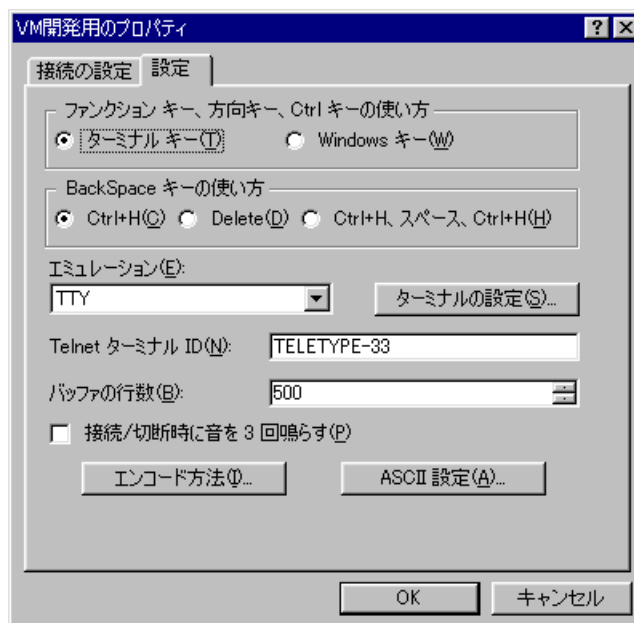 VM開発用のプロパティ
接続の設定 設定
ファンクション キー、方向キー、Ctrl キーの使い方
ターミナル キー(T) Windows キー(W)
BackSpace キーの使い方
Ctrl+H(C) Delete(D) Ctrl+H、スペース、Ctrl+H(H)
エミュレーション(E):
TTY ターミナルの設定(S)...
Telnet ターミナル ID(N): TELETYPE-33
バッファの行数(B): 500
接続/切断時に音を 3 回鳴らす(P)
エンコード方法(I)... ASCII 設定(A)...
OK キャンセル